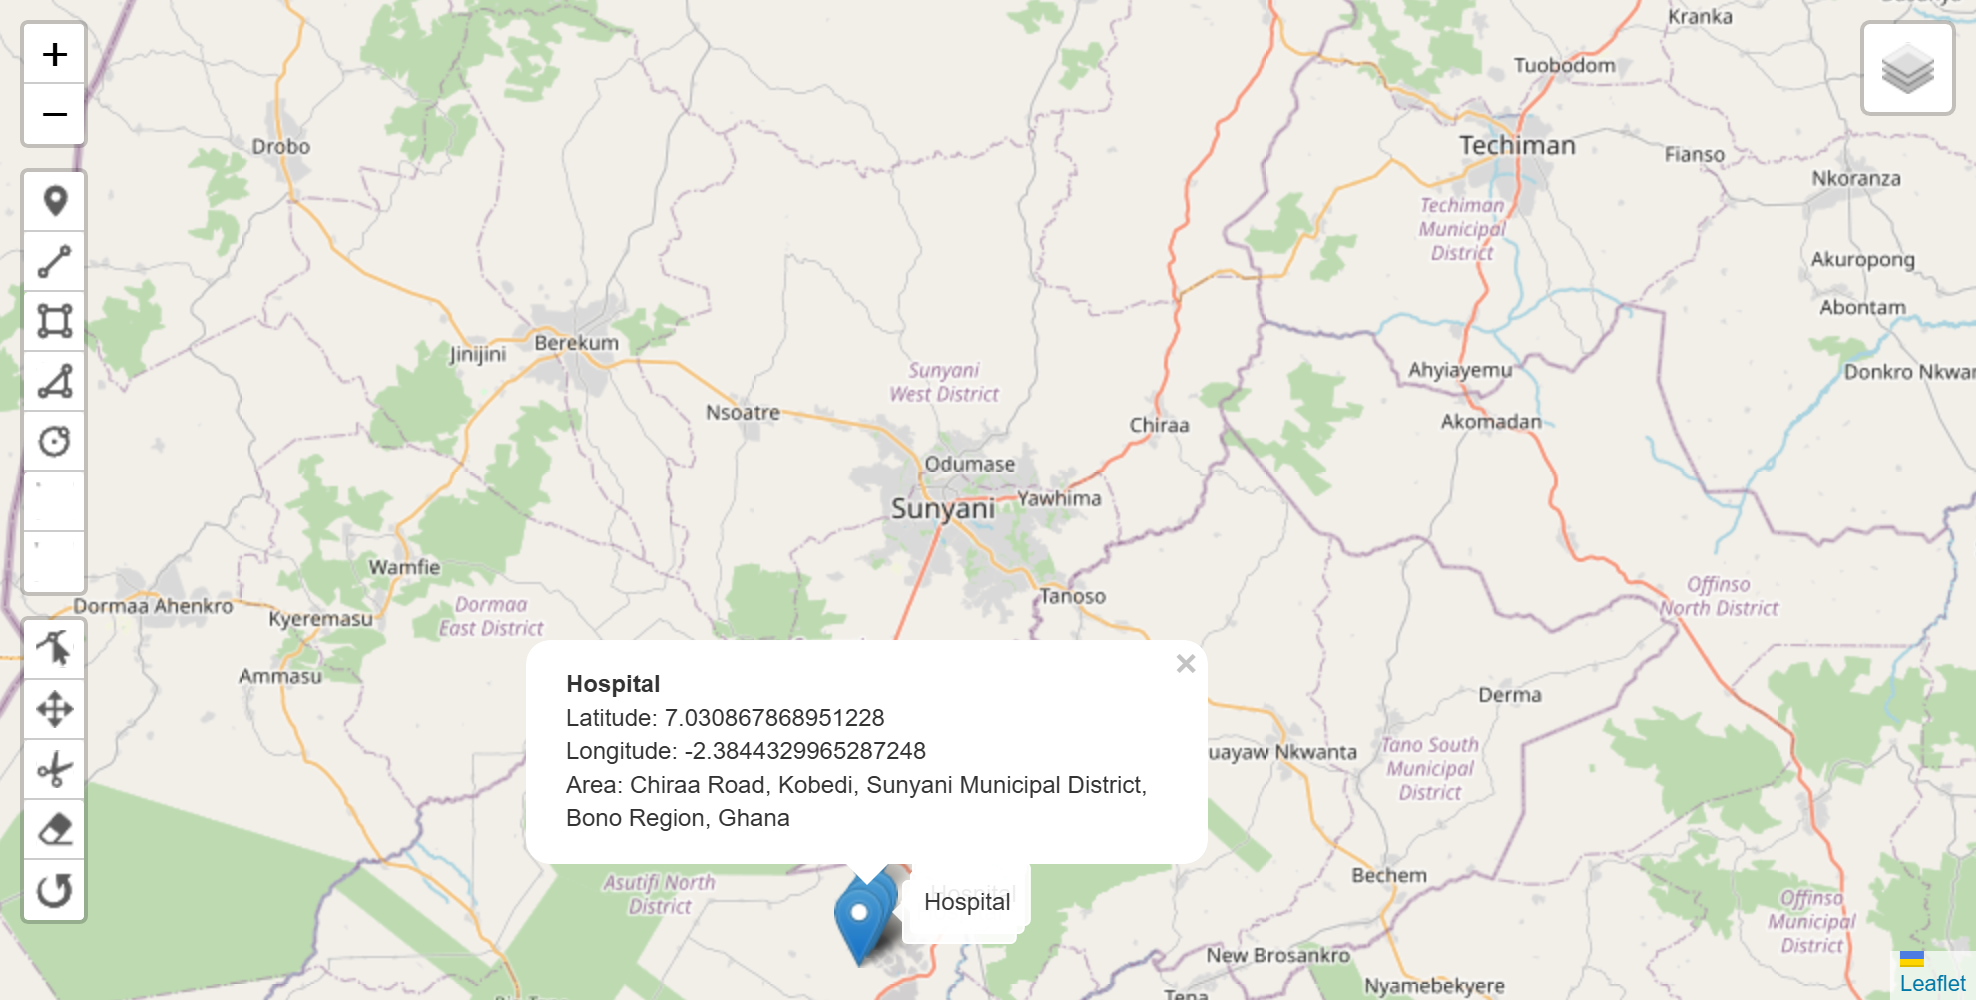 Kranka
Tuobodom
+
−
Drobo
Techiman
Fianso
Nkoranza
Techiman
Municipal
District
Akuropong
Abontam
Berekum
Jinijini
Sunyani
West District
Ahyiayemu
Donkro Nkwan
Nsoatre
Chiraa
Akomadan
Odumase
Yawhima
Sunyani
Wamfie
Dormaa Ahenkro
Kyeremasu
Dormaa
East District
Tanoso
Offinso
North District
Ammasu
×
Hospital
Latitude: 7.030867868951228
Longitude: -2.3844329965287248
Area: Chiraa Road, Kobedi, Sunyani Municipal District,
Bono Region, Ghana
Derma
uayaw Nkwanta
Tano South
Municipal
District
Asutifi North
District
Hospital
Hospital
Bechem
Offinso
Municipal
District
New Brosankro
Nyamebekyere
Leaflet